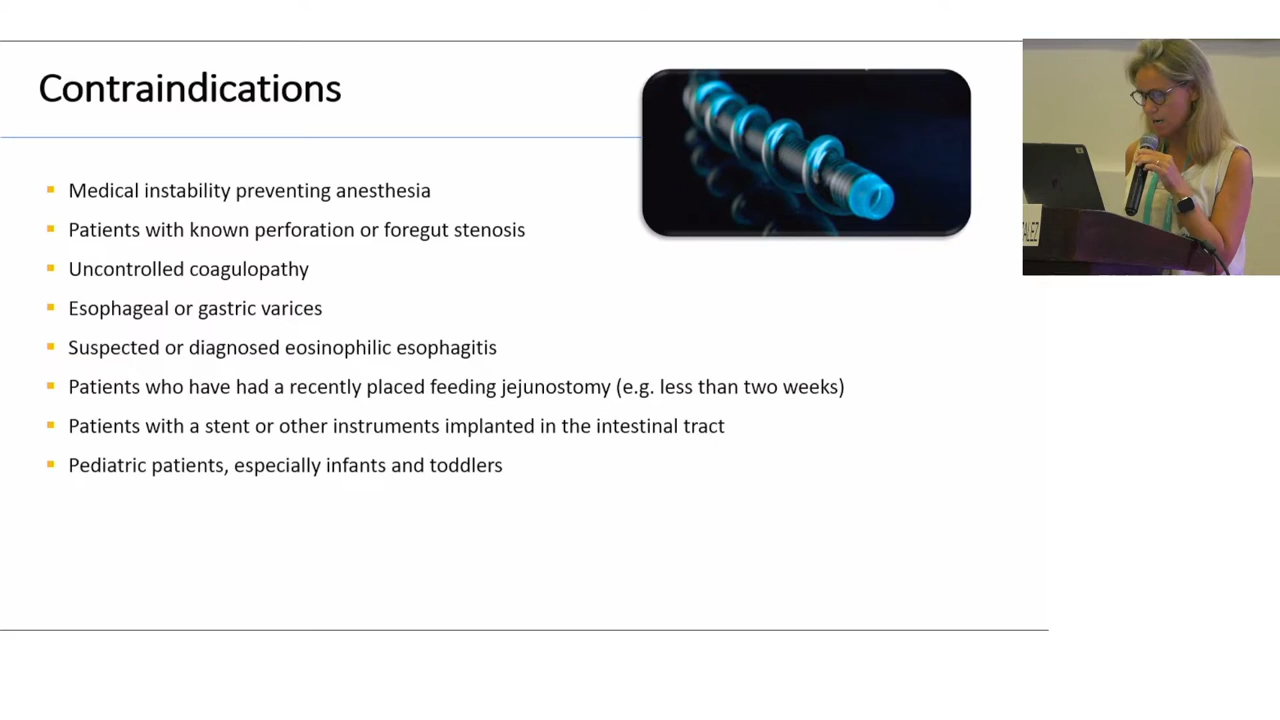 Contraindications
Medical instability preventing anesthesia
Patients with known perforation or foregut stenosis
Uncontrolled coagulopathy
Esophageal or gastric varices
Suspected or diagnosed eosinophilic esophagitis
Patients who have had a recently placed feeding jejunostomy (e.g. less than two weeks)
Patients with a stent or other instruments implanted in the intestinal tract
Pediatric patients, especially infants and toddlers